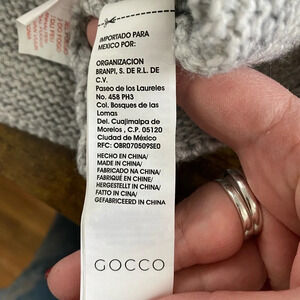 IMPORTADO PARA
MEXICO POR:
ORGANIZACION
BRANPI, S. DE R.L. DE
C.V.
Paseo de los Laureles
No. 458 PH3
Col. Bosques de las
Lomas
Del. Cuajimalpa de
Morelos , C.P. 05120
Ciudad de México
RFC: OBR070509SE0
HECHO EN CHINA/
MADE IN CHINA/
FABRICADO NA CHINA/
FABRIQUÉ EN CHINE/
HERGESTELLT IN CHINA/
FATTO IN CINA/
GEFABRICEERD IN CHINA
GOCCO